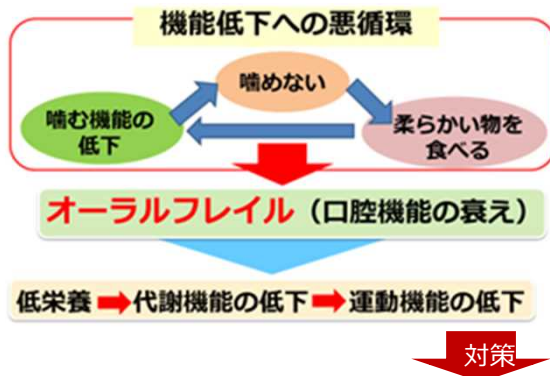 機能低下への悪循環
噛めない
噛む機能の
低下
柔らかい物を
食べる
オーラルフレイル（口腔機能の衰え）
低栄養➡代謝機能の低下➡運動機能の低下
対策